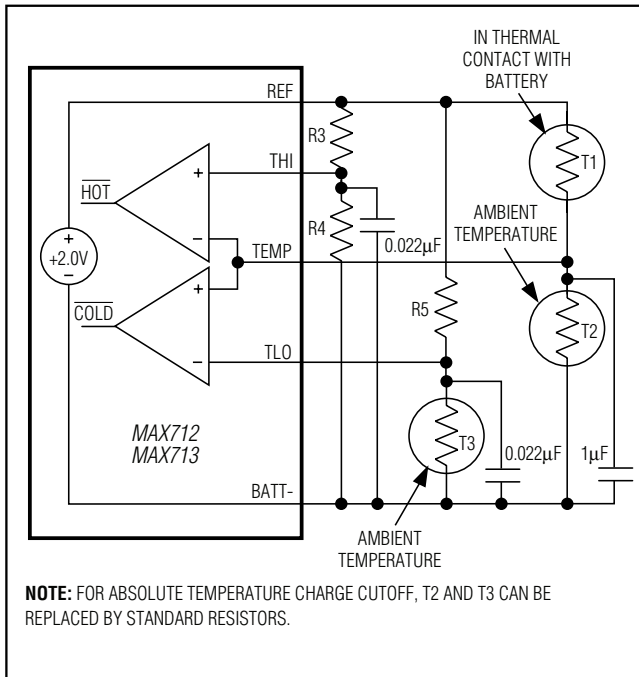 IN THERMAL
CONTACT WITH
BATTERY
REF
R3
THI
T1
HOT
+
R4
AMBIENT
TEMPERATURE
−
0.022µF
TEMP
+
+2.0V
−
+
R5
COLD
T2
−
TLO
MAX712
MAX713
T3
0.022µF
1µF
BATT-
AMBIENT
TEMPERATURE
NOTE: FOR ABSOLUTE TEMPERATURE CHARGE CUTOFF, T2 AND T3 CAN BE
REPLACED BY STANDARD RESISTORS.